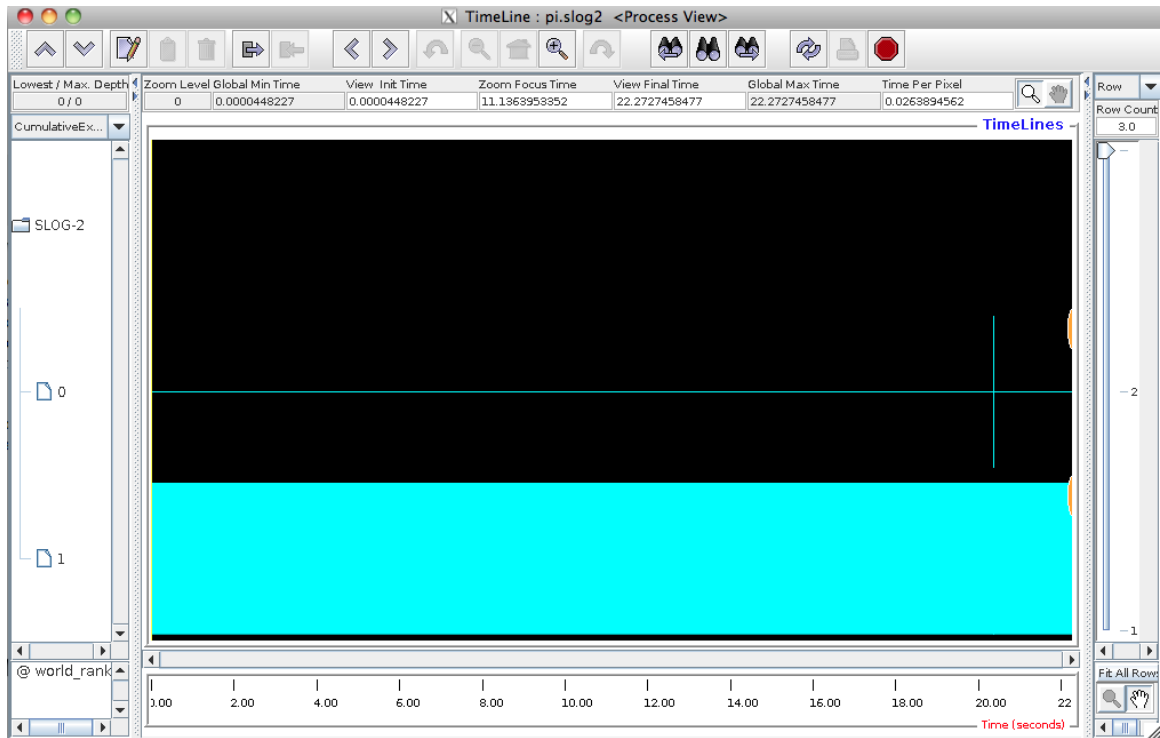 TimeLine : pi.slog2 <Process View>
Lowest / Max. Depth
0 / 0
CumulativeEx...
Zoom Level Global Min Time View Init Time Zoom Focus Time View Final Time Global Max Time Time Per Pixel
0 0.0000448227 0.0000448227 11.1363953352 22.2727458477 22.2727458477 0.0263894562
Row
Row Count
3.0
TimeLines
SLOG-2
0
1
2
1
@ world_rank
Fit All Rows
0.00 2.00 4.00 6.00 8.00 10.00 12.00 14.00 16.00 18.00 20.00 22
Time (seconds)